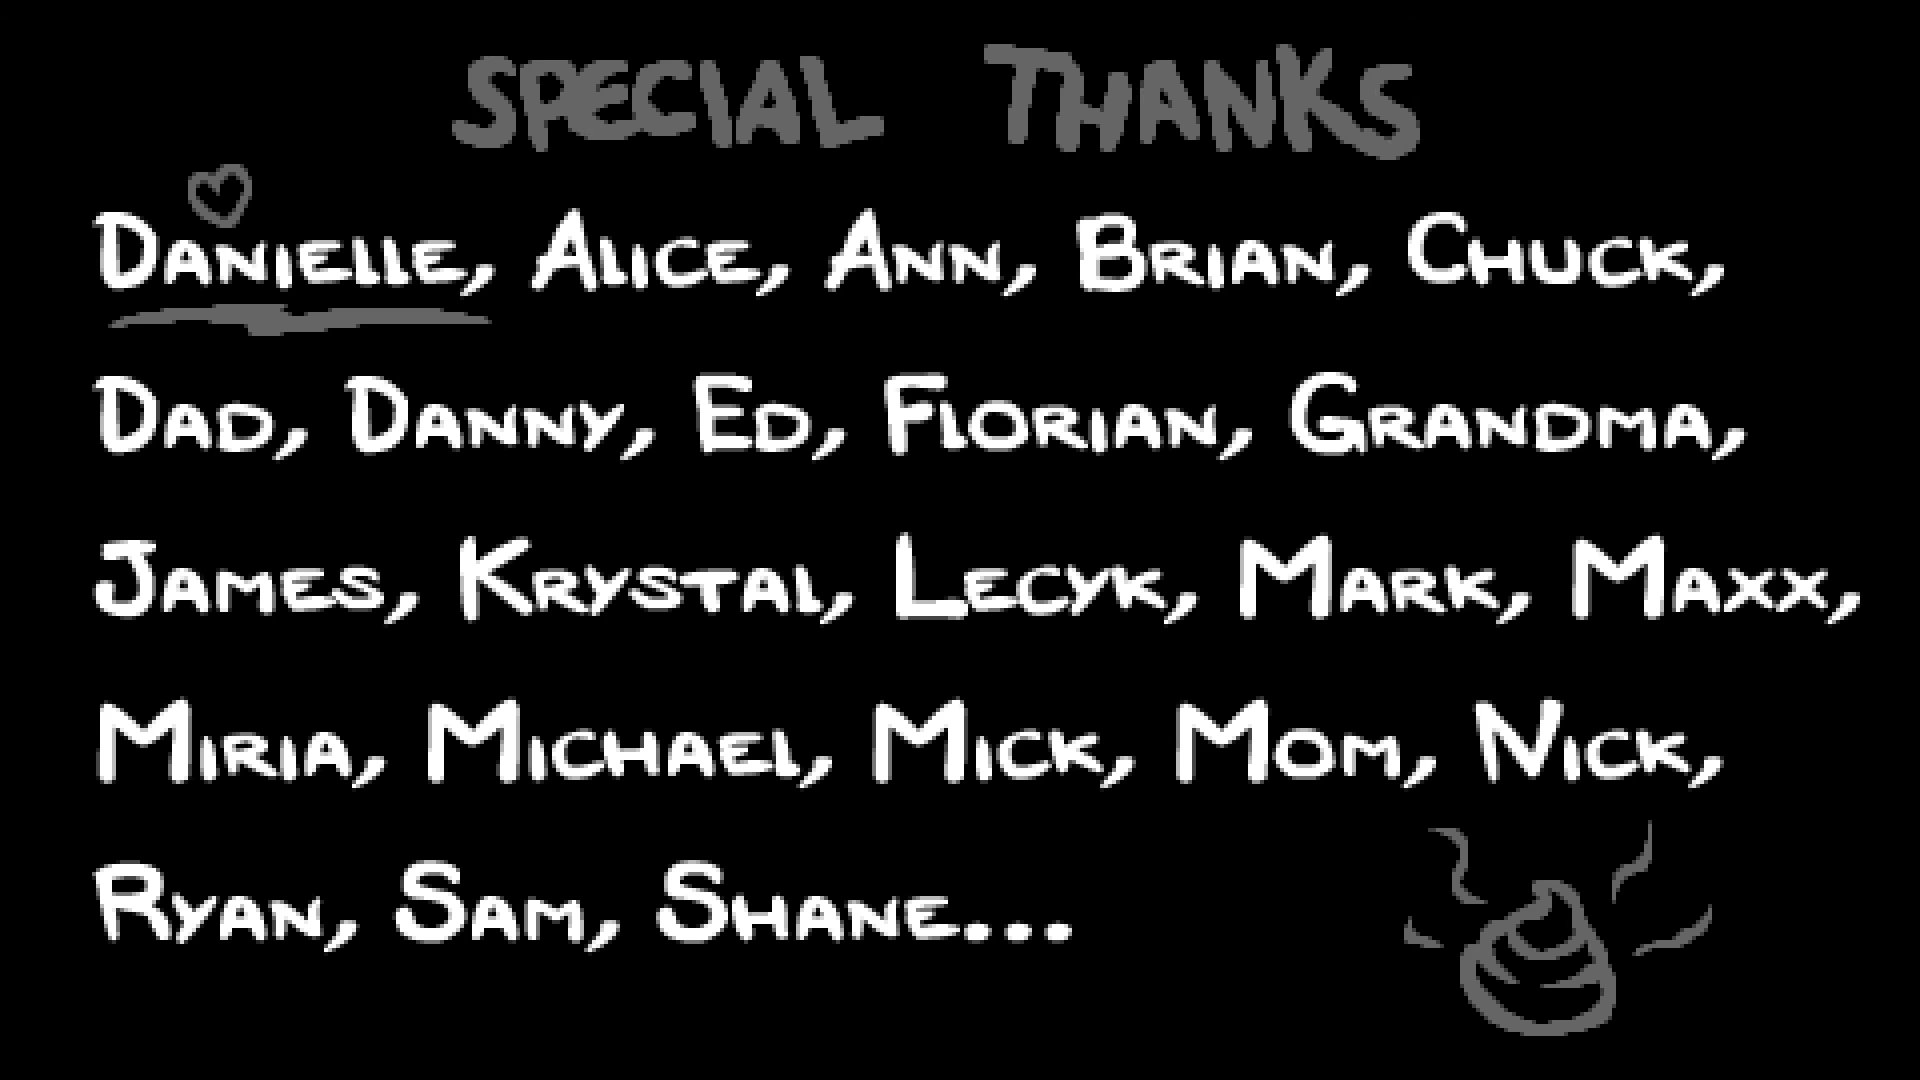 SPECIAL THANKS
Danielle, Alice, Ann, Brian, Chuck,
Dad, Danny, Ed, Florian, Grandma,
James, Krystal, Lecyk, Mark, Maxx,
Miria, Michael, Mick, Mom, Nick,
Ryan, Sam, Shane...